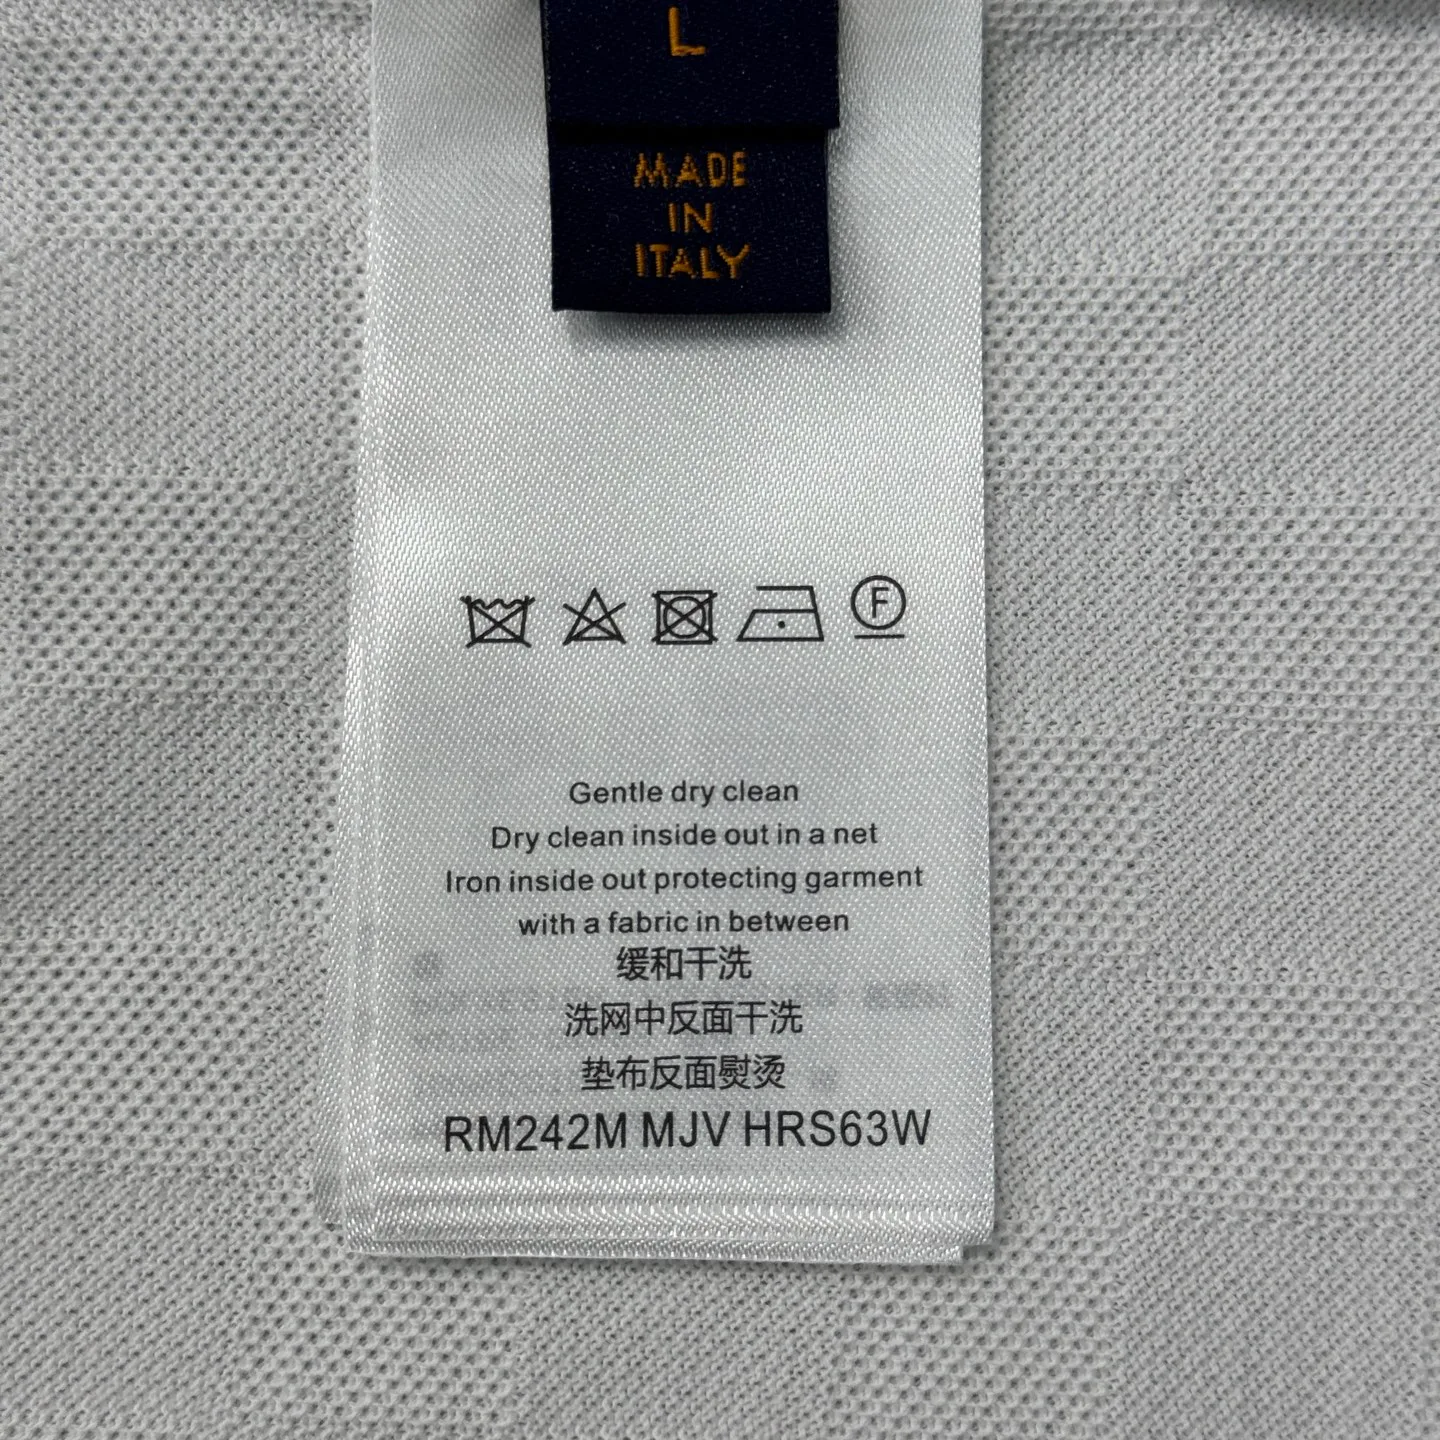 L
MADE
IN
ITALY
F
Gentle dry clean
Dry clean inside out in a net
Iron inside out protecting garment
with a fabric in between
缓和干洗
洗网中反面干洗
垫布反面熨烫
RM242M MJV HRS63W